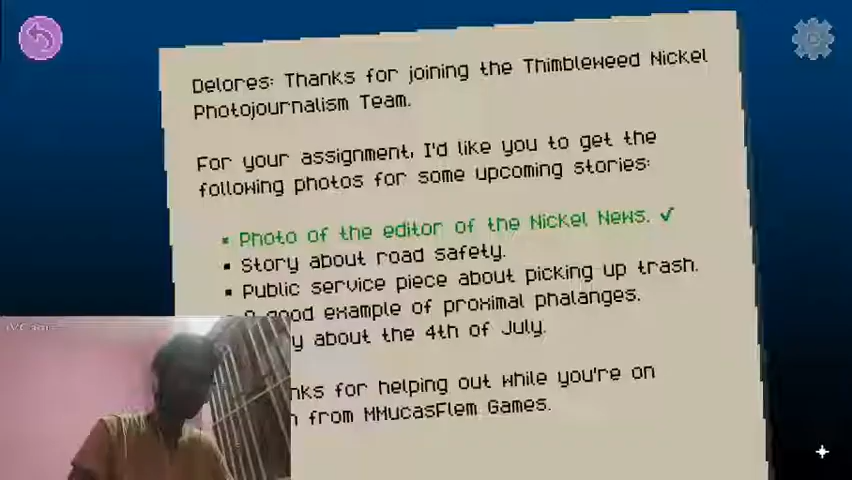 Delores: Thanks for joining the Thimbleweed Nickel
Photojournalism Team.
For your assignment, I'd like you to get the
following photos for some upcoming stories:
▪ Photo of the editor of the Nickel News. ✓
▪ Story about road safety.
▪ Public service piece about picking up trash.
good example of proximal phalanges.
about the 4th of July.
for helping out while you're on
from MMucasFlem Games.